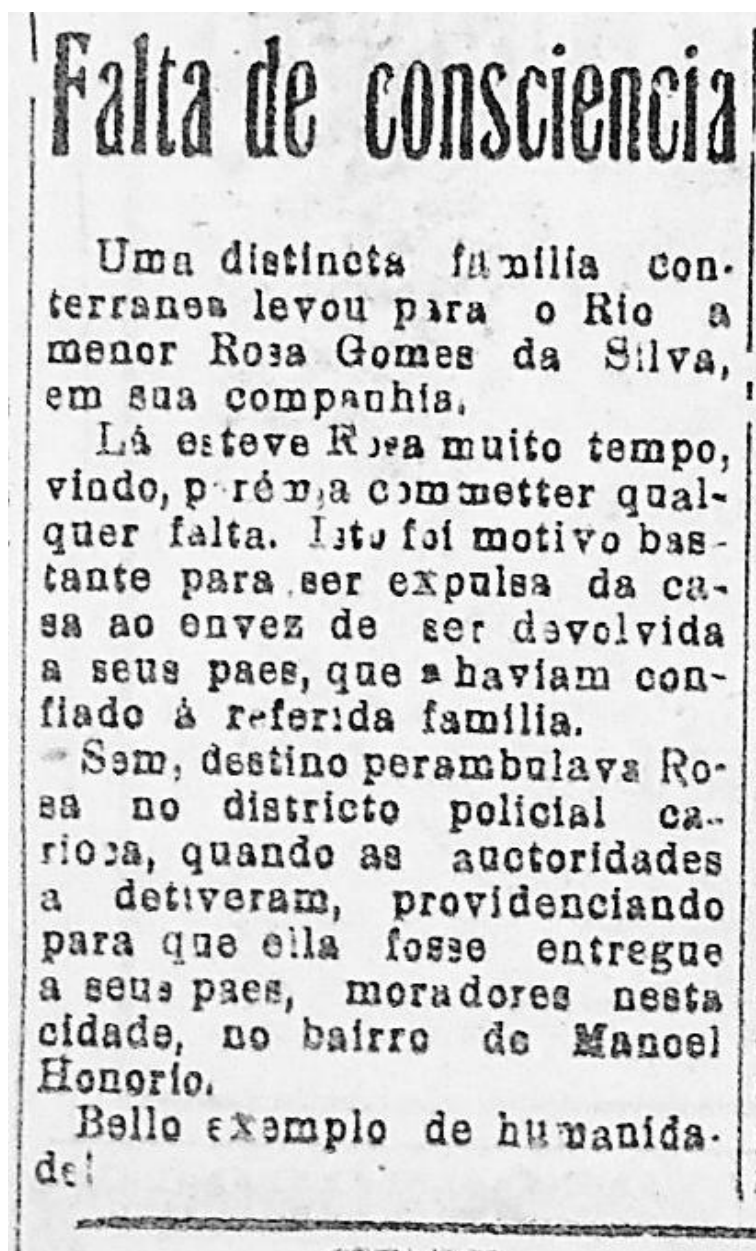 Falta de consciencia
Uma distincta familia con-
terranea levou para o Rio a
menor Rosa Gomes da Silva,
em sua companhia.
Lá esteve Rosa muito tempo,
vindo, porém, a commetter qual-
quer falta. Isto foi motivo bas-
tante para ser expulsa da ca-
sa ao envez de ser devolvida
a seus paes, que a haviam con-
fiado á referida familia.
Sem, destino perambulava Ro-
sa no districto policial ca-
rioca, quando as auctoridades
a detiveram, providenciando
para que ella fosse entregue
a seus paes, moradores nesta
cidade, no bairro de Manoel
Honorio.
Bello exemplo de humanida-
de!